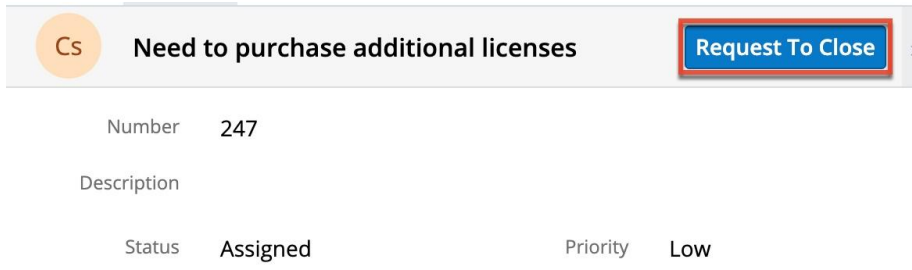 Cs Need to purchase additional licenses Request To Close
Number 247
Description
Status Assigned Priority Low